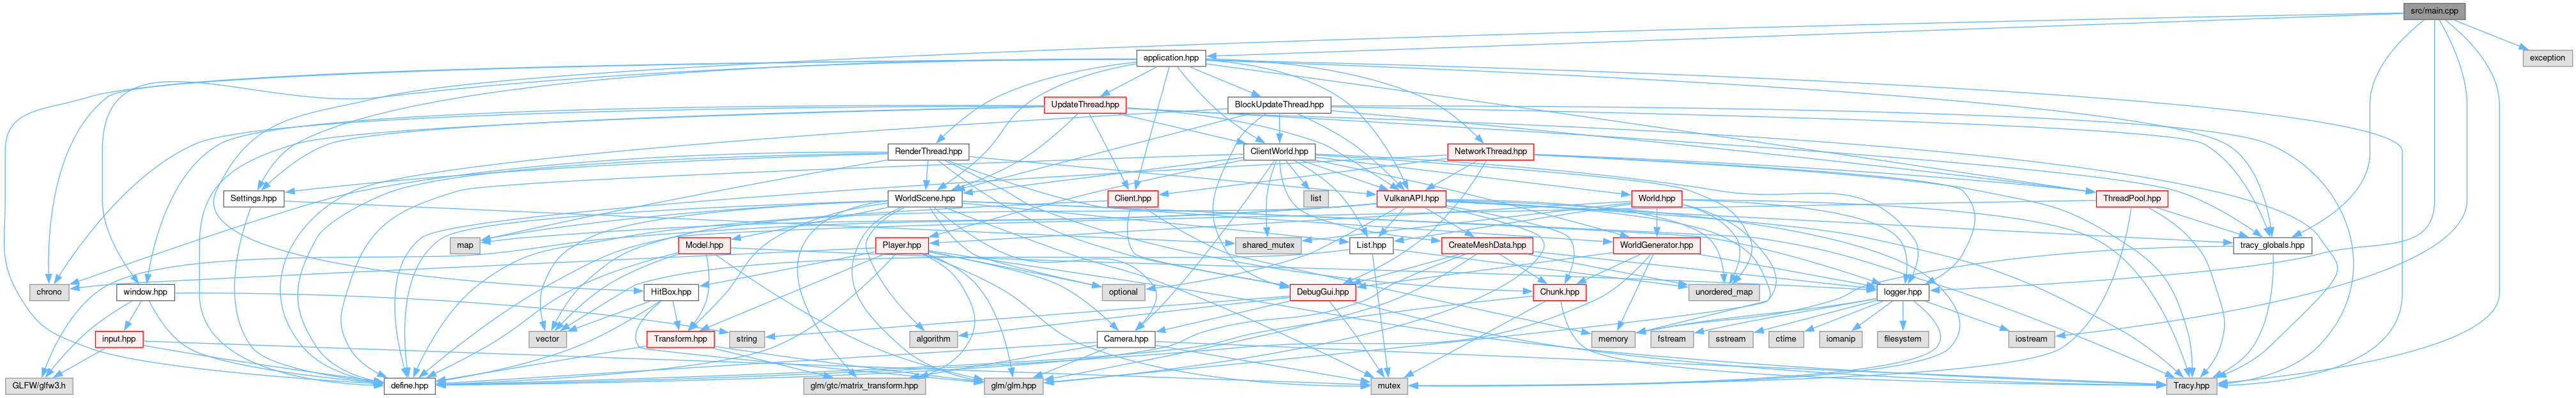 src/main.cpp
application.hpp
exception
UpdateThread.hpp
BlockUpdateThread.hpp
RenderThread.hpp
ClientWorld.hpp
NetworkThread.hpp
Settings.hpp
WorldScene.hpp
Client.hpp
list
VulkanAPI.hpp
World.hpp
ThreadPool.hpp
map
Model.hpp
Player.hpp
shared_mutex
List.hpp
CreateMeshData.hpp
WorldGenerator.hpp
tracy_globals.hpp
chrono
window.hpp
HitBox.hpp
optional
DebugGui.hpp
Chunk.hpp
unordered_map
logger.hpp
input.hpp
vector
Transform.hpp
string
algorithm
Camera.hpp
memory
fstream
sstream
ctime
iomanip
filesystem
iostream
GLFW/glfw3.h
define.hpp
glm/gtc/matrix_transform.hpp
glm/glm.hpp
mutex
Tracy.hpp